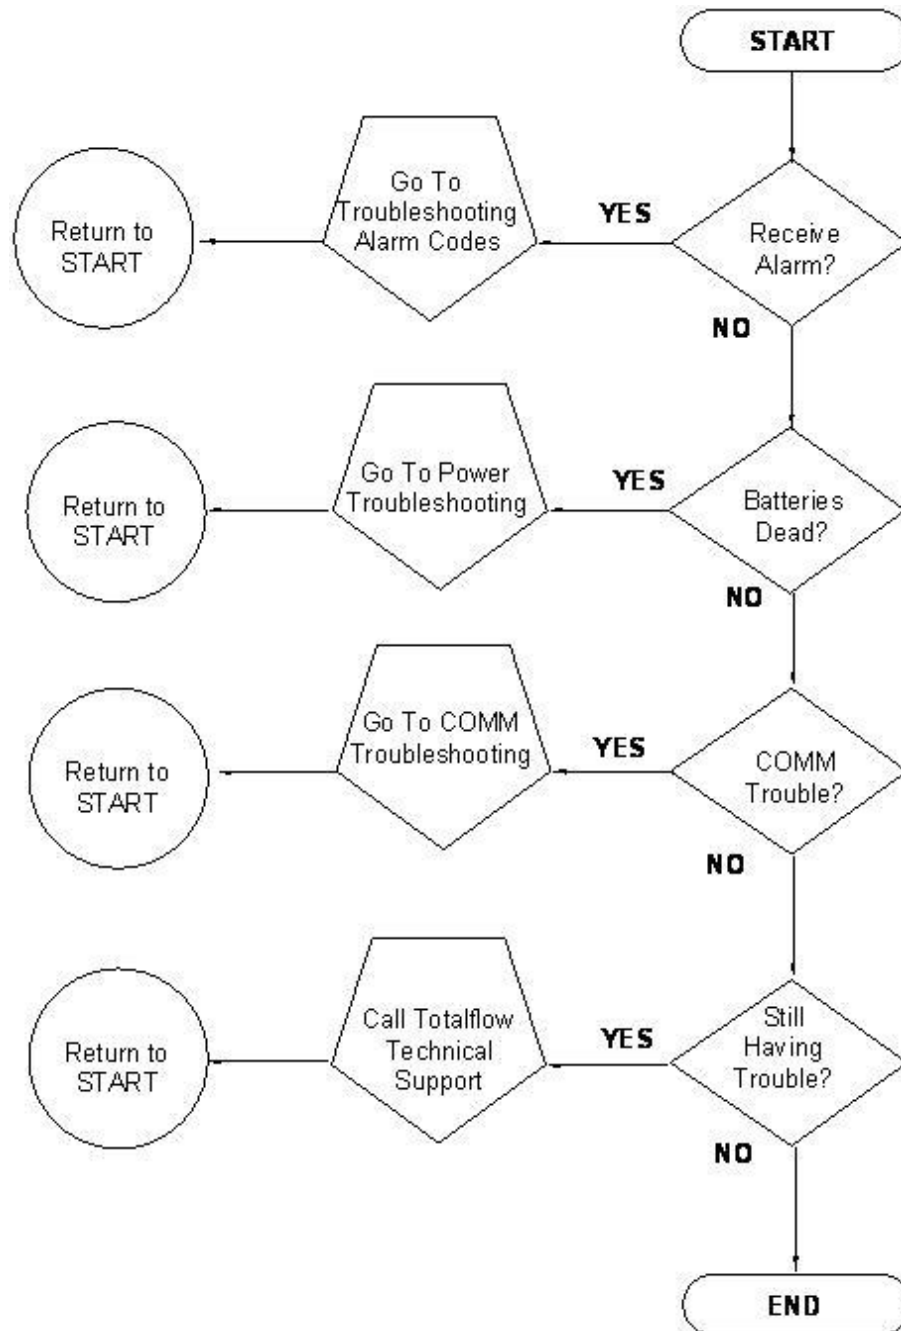 START
Receive
Alarm?
YES
Go To
Troubleshooting
Alarm Codes
Return to
START
NO
Batteries
Dead?
YES
Go To Power
Troubleshooting
Return to
START
NO
COMM
Trouble?
YES
Go To COMM
Troubleshooting
Return to
START
NO
Still
Having
Trouble?
YES
Call Totalflow
Technical
Support
Return to
START
NO
END